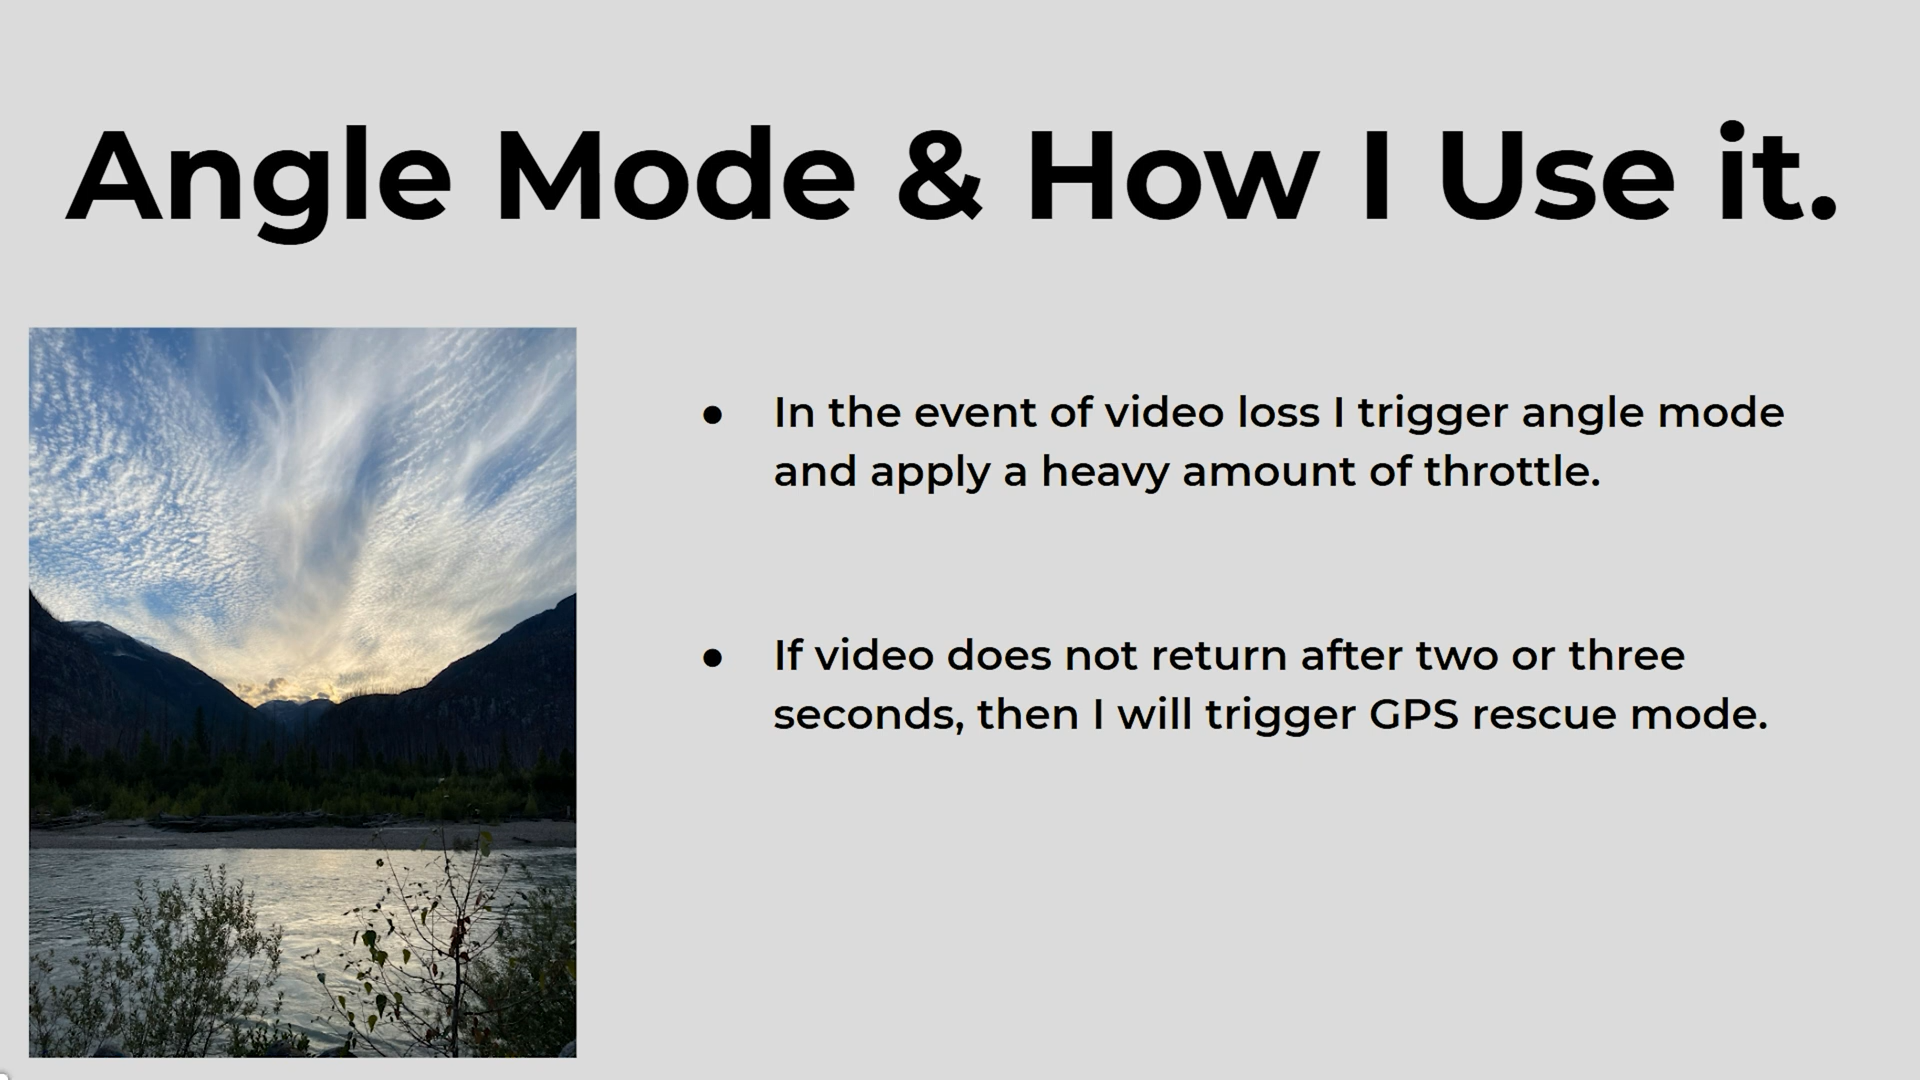 Angle Mode & How I Use it.
● In the event of video loss I trigger angle mode
and apply a heavy amount of throttle.
● If video does not return after two or three
seconds, then I will trigger GPS rescue mode.